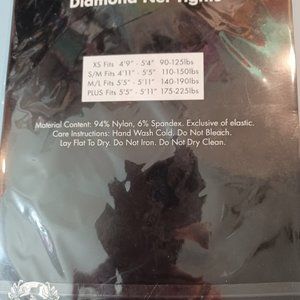 Diamond Net Tights
XS Fits 4'9" - 5'4" 90-125lbs
S/M Fits 4'11" - 5'5" 110-150lbs
M/L Fits 5'5" - 5'11" 140-190lbs
PLUS Fits 5'5" - 5'11" 175-225lbs
Material Content: 94% Nylon, 6% Spandex. Exclusive of elastic.
Care Instructions: Hand Wash Cold. Do Not Bleach.
Lay Flat To Dry. Do Not Iron. Do Not Dry Clean.